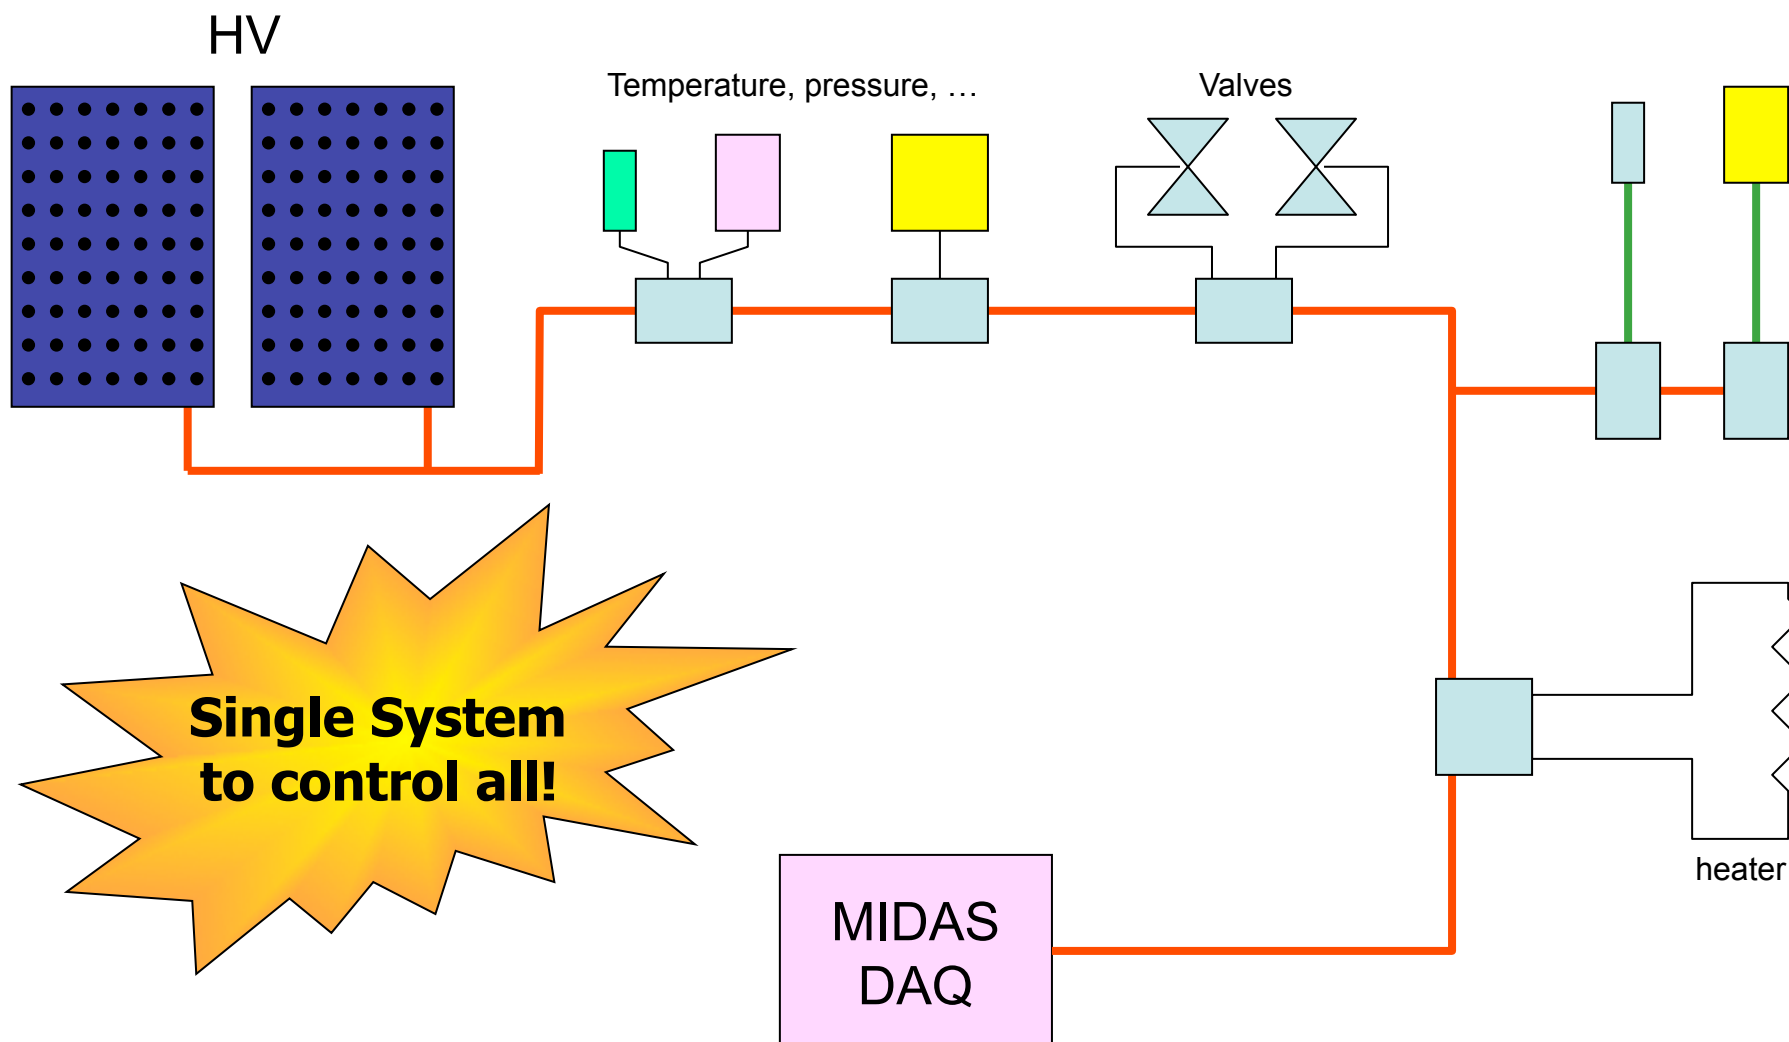 HV
Temperature, pressure, …
Valves
Single System
to control all!
heater
MIDAS
DAQ